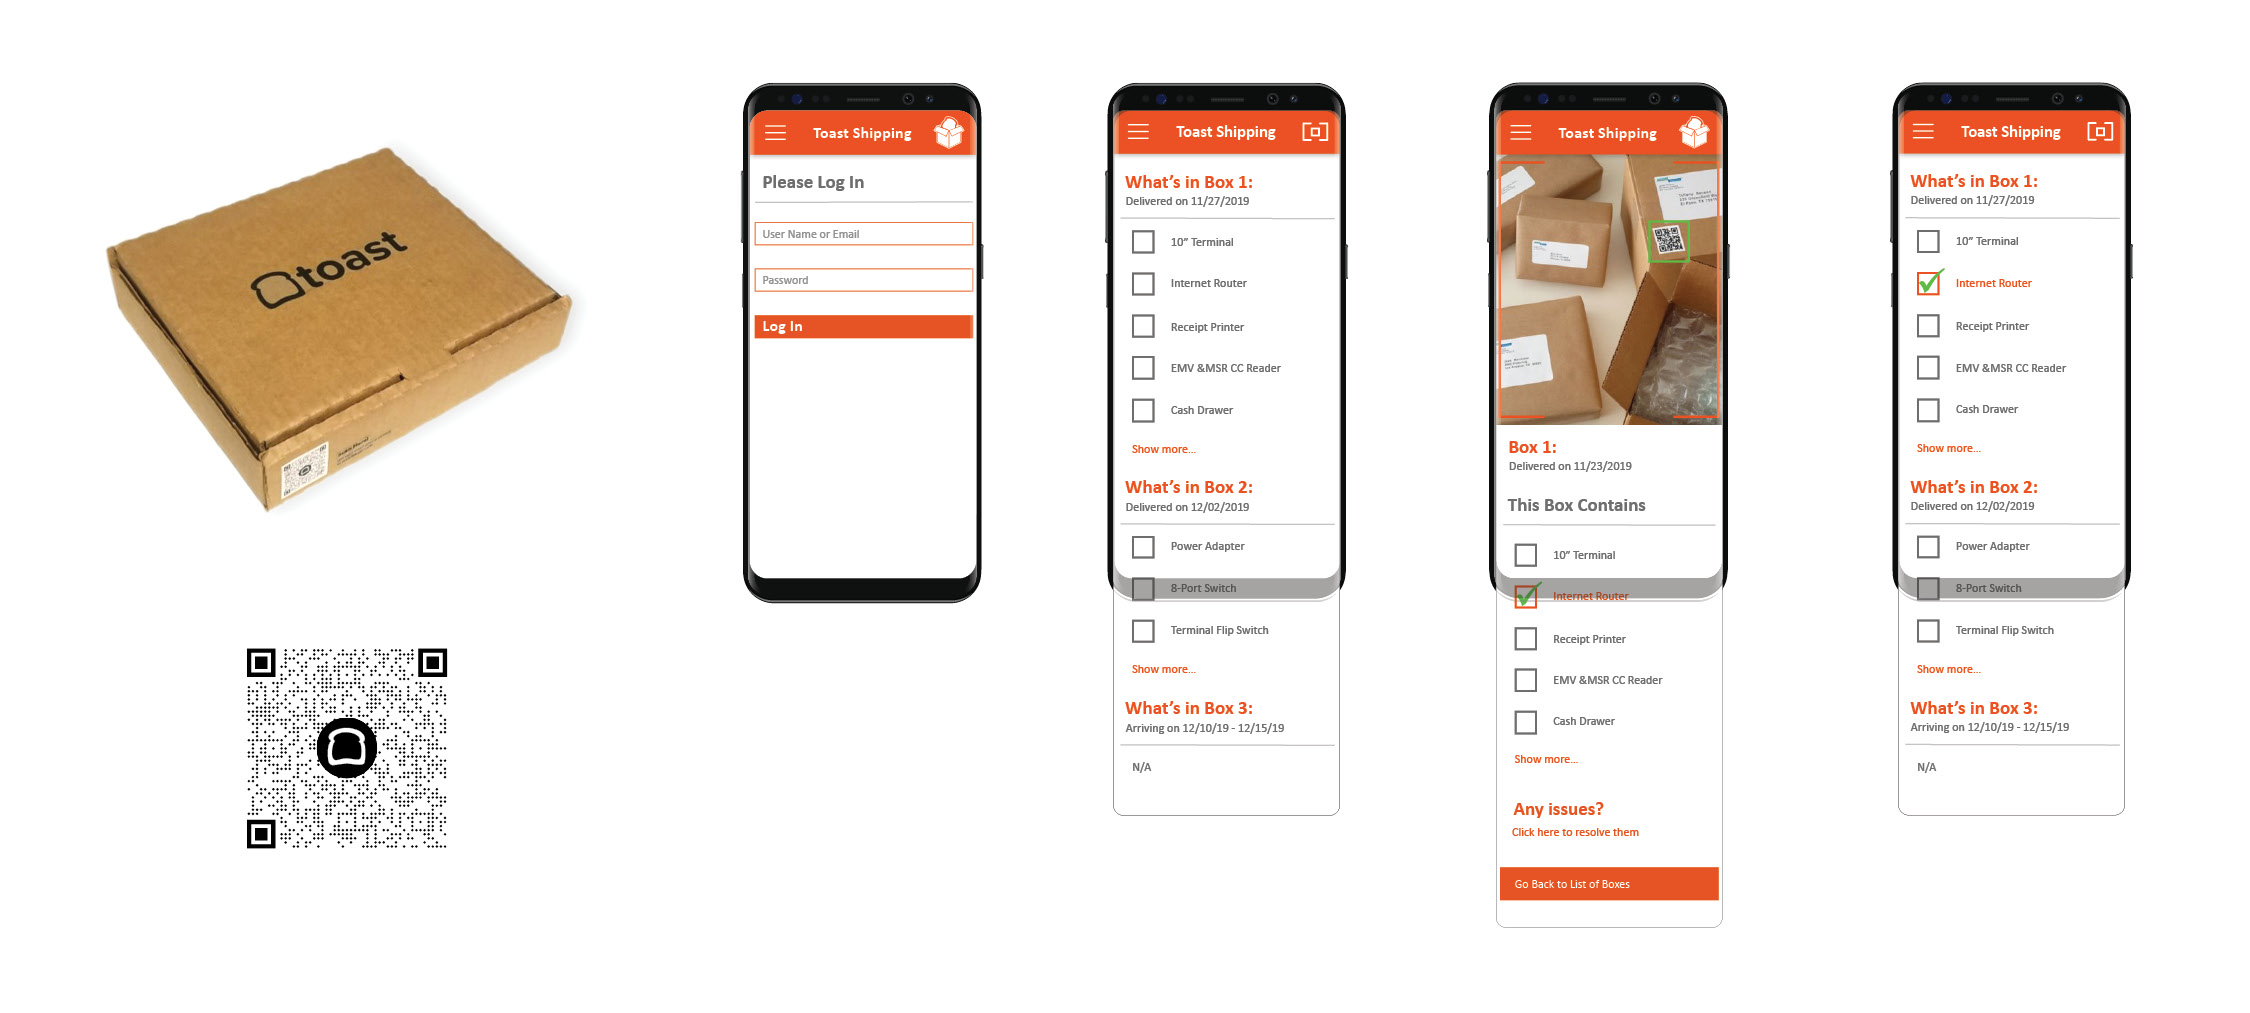 toast
Toast Shipping
Please Log In
User Name or Email
Password
Log In
Toast Shipping
What's in Box 1:
Delivered on 11/27/2019
10” Terminal
Internet Router
Receipt Printer
EMV &MSR CC Reader
Cash Drawer
Show more...
What's in Box 2:
Delivered on 12/02/2019
Power Adapter
8-Port Switch
Terminal Flip Switch
Show more...
What's in Box 3:
Arriving on 12/10/19 - 12/15/19
N/A
Toast Shipping
Box 1:
Delivered on 11/23/2019
This Box Contains
10” Terminal
Internet Router
Receipt Printer
EMV &MSR CC Reader
Cash Drawer
Show more...
Any issues?
Click here to resolve them
Go Back to List of Boxes
Toast Shipping
What's in Box 1:
Delivered on 11/27/2019
10” Terminal
Internet Router
Receipt Printer
EMV &MSR CC Reader
Cash Drawer
Show more...
What's in Box 2:
Delivered on 12/02/2019
Power Adapter
8-Port Switch
Terminal Flip Switch
Show more...
What's in Box 3:
Arriving on 12/10/19 - 12/15/19
N/A